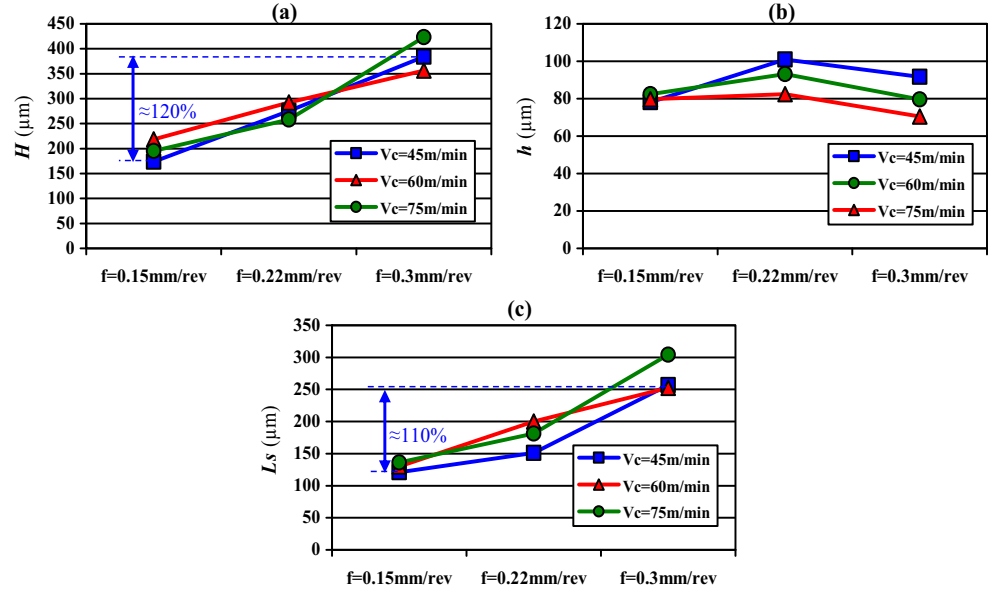 (a)
450
400
350
300
250
200
150
100
50
0
H (µm)
≈120%
Vc=45m/min
Vc=60m/min
Vc=75m/min
f=0.15mm/rev f=0.22mm/rev f=0.3mm/rev
(b)
120
100
80
60
40
20
0
h (µm)
Vc=45m/min
Vc=60m/min
Vc=75m/min
f=0.15mm/rev f=0.22mm/rev f=0.3mm/rev
(c)
350
300
250
200
150
100
50
0
Ls (µm)
≈110%
Vc=45m/min
Vc=60m/min
Vc=75m/min
f=0.15mm/rev f=0.22mm/rev f=0.3mm/rev